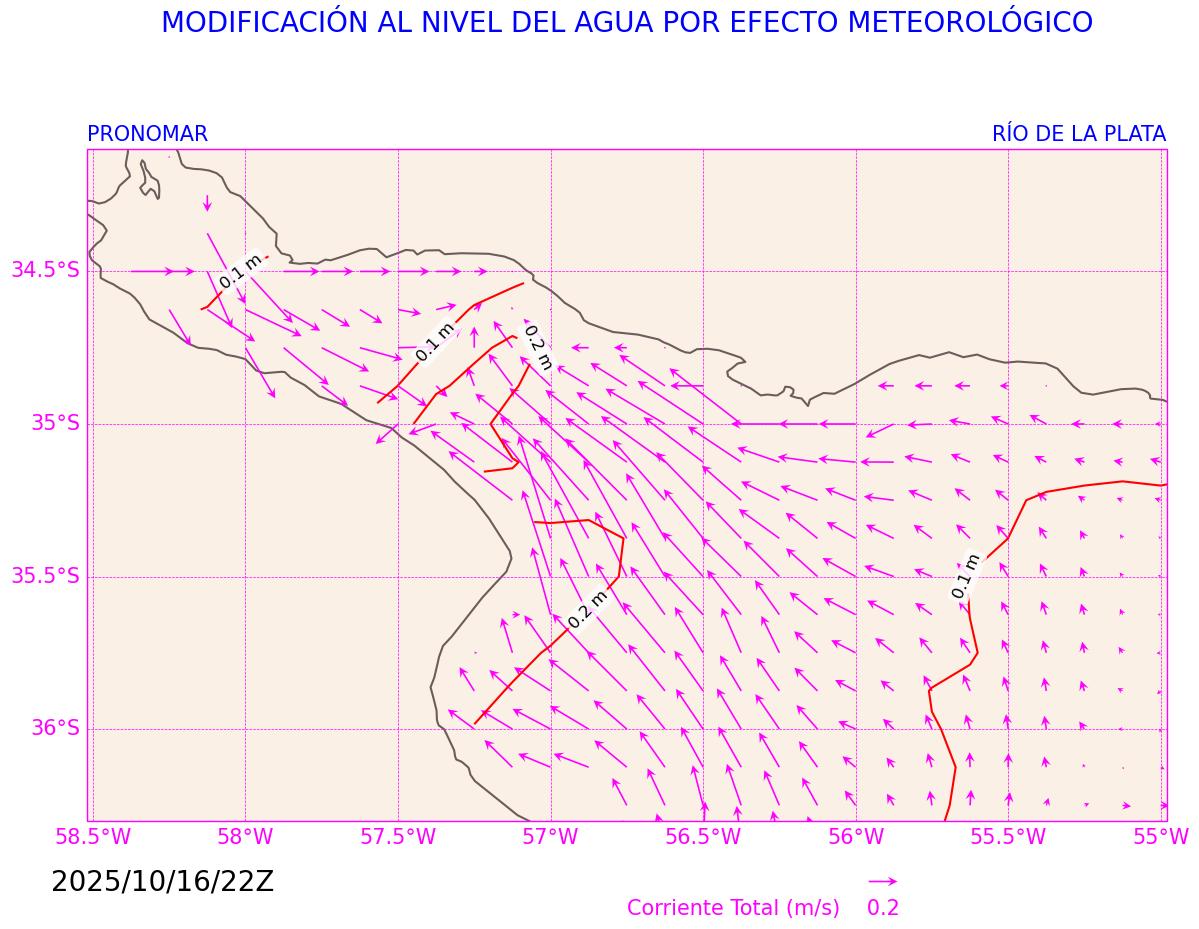 MODIFICACIÓN AL NIVEL DEL AGUA POR EFECTO METEOROLÓGICO
PRONOMAR
RÍO DE LA PLATA
0.1 m
34.5°S
0.1 m
0.2 m
35°S
0.1 m
35.5°S
0.2 m
36°S
58.5°W 58°W 57.5°W 57°W 56.5°W 56°W 55.5°W 55°W
2025/10/16/22Z
Corriente Total (m/s) 0.2